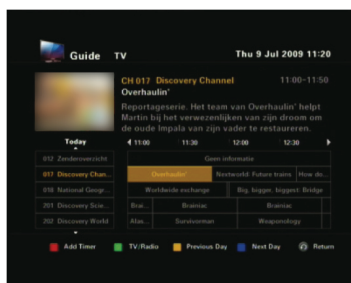 Guide TV Thu 9 Jul 2009 11:20
CH 017 Discovery Channel 11:00-11:50
Overhaulin'
Reportageserie. Het team van Overhaulin' helpt
Martin bij het verwezenlijken van zijn droom om
de oude Impala van zijn vader te restaureren.
Today 11:00 11:30 12:00 12:30
012 Zenderoverzicht Geen informatie
017 Discovery Chan... Overhaulin' Nextworld: Future trains How do...
018 National Geogr... Worldwide exchange Big, bigger, biggest: Bridge
201 Discovery Scie... Brai... Brainiac Brainiac
202 Discovery World Alas... Survivorman Weaponology
Add Timer TV/Radio Previous Day Next Day Return